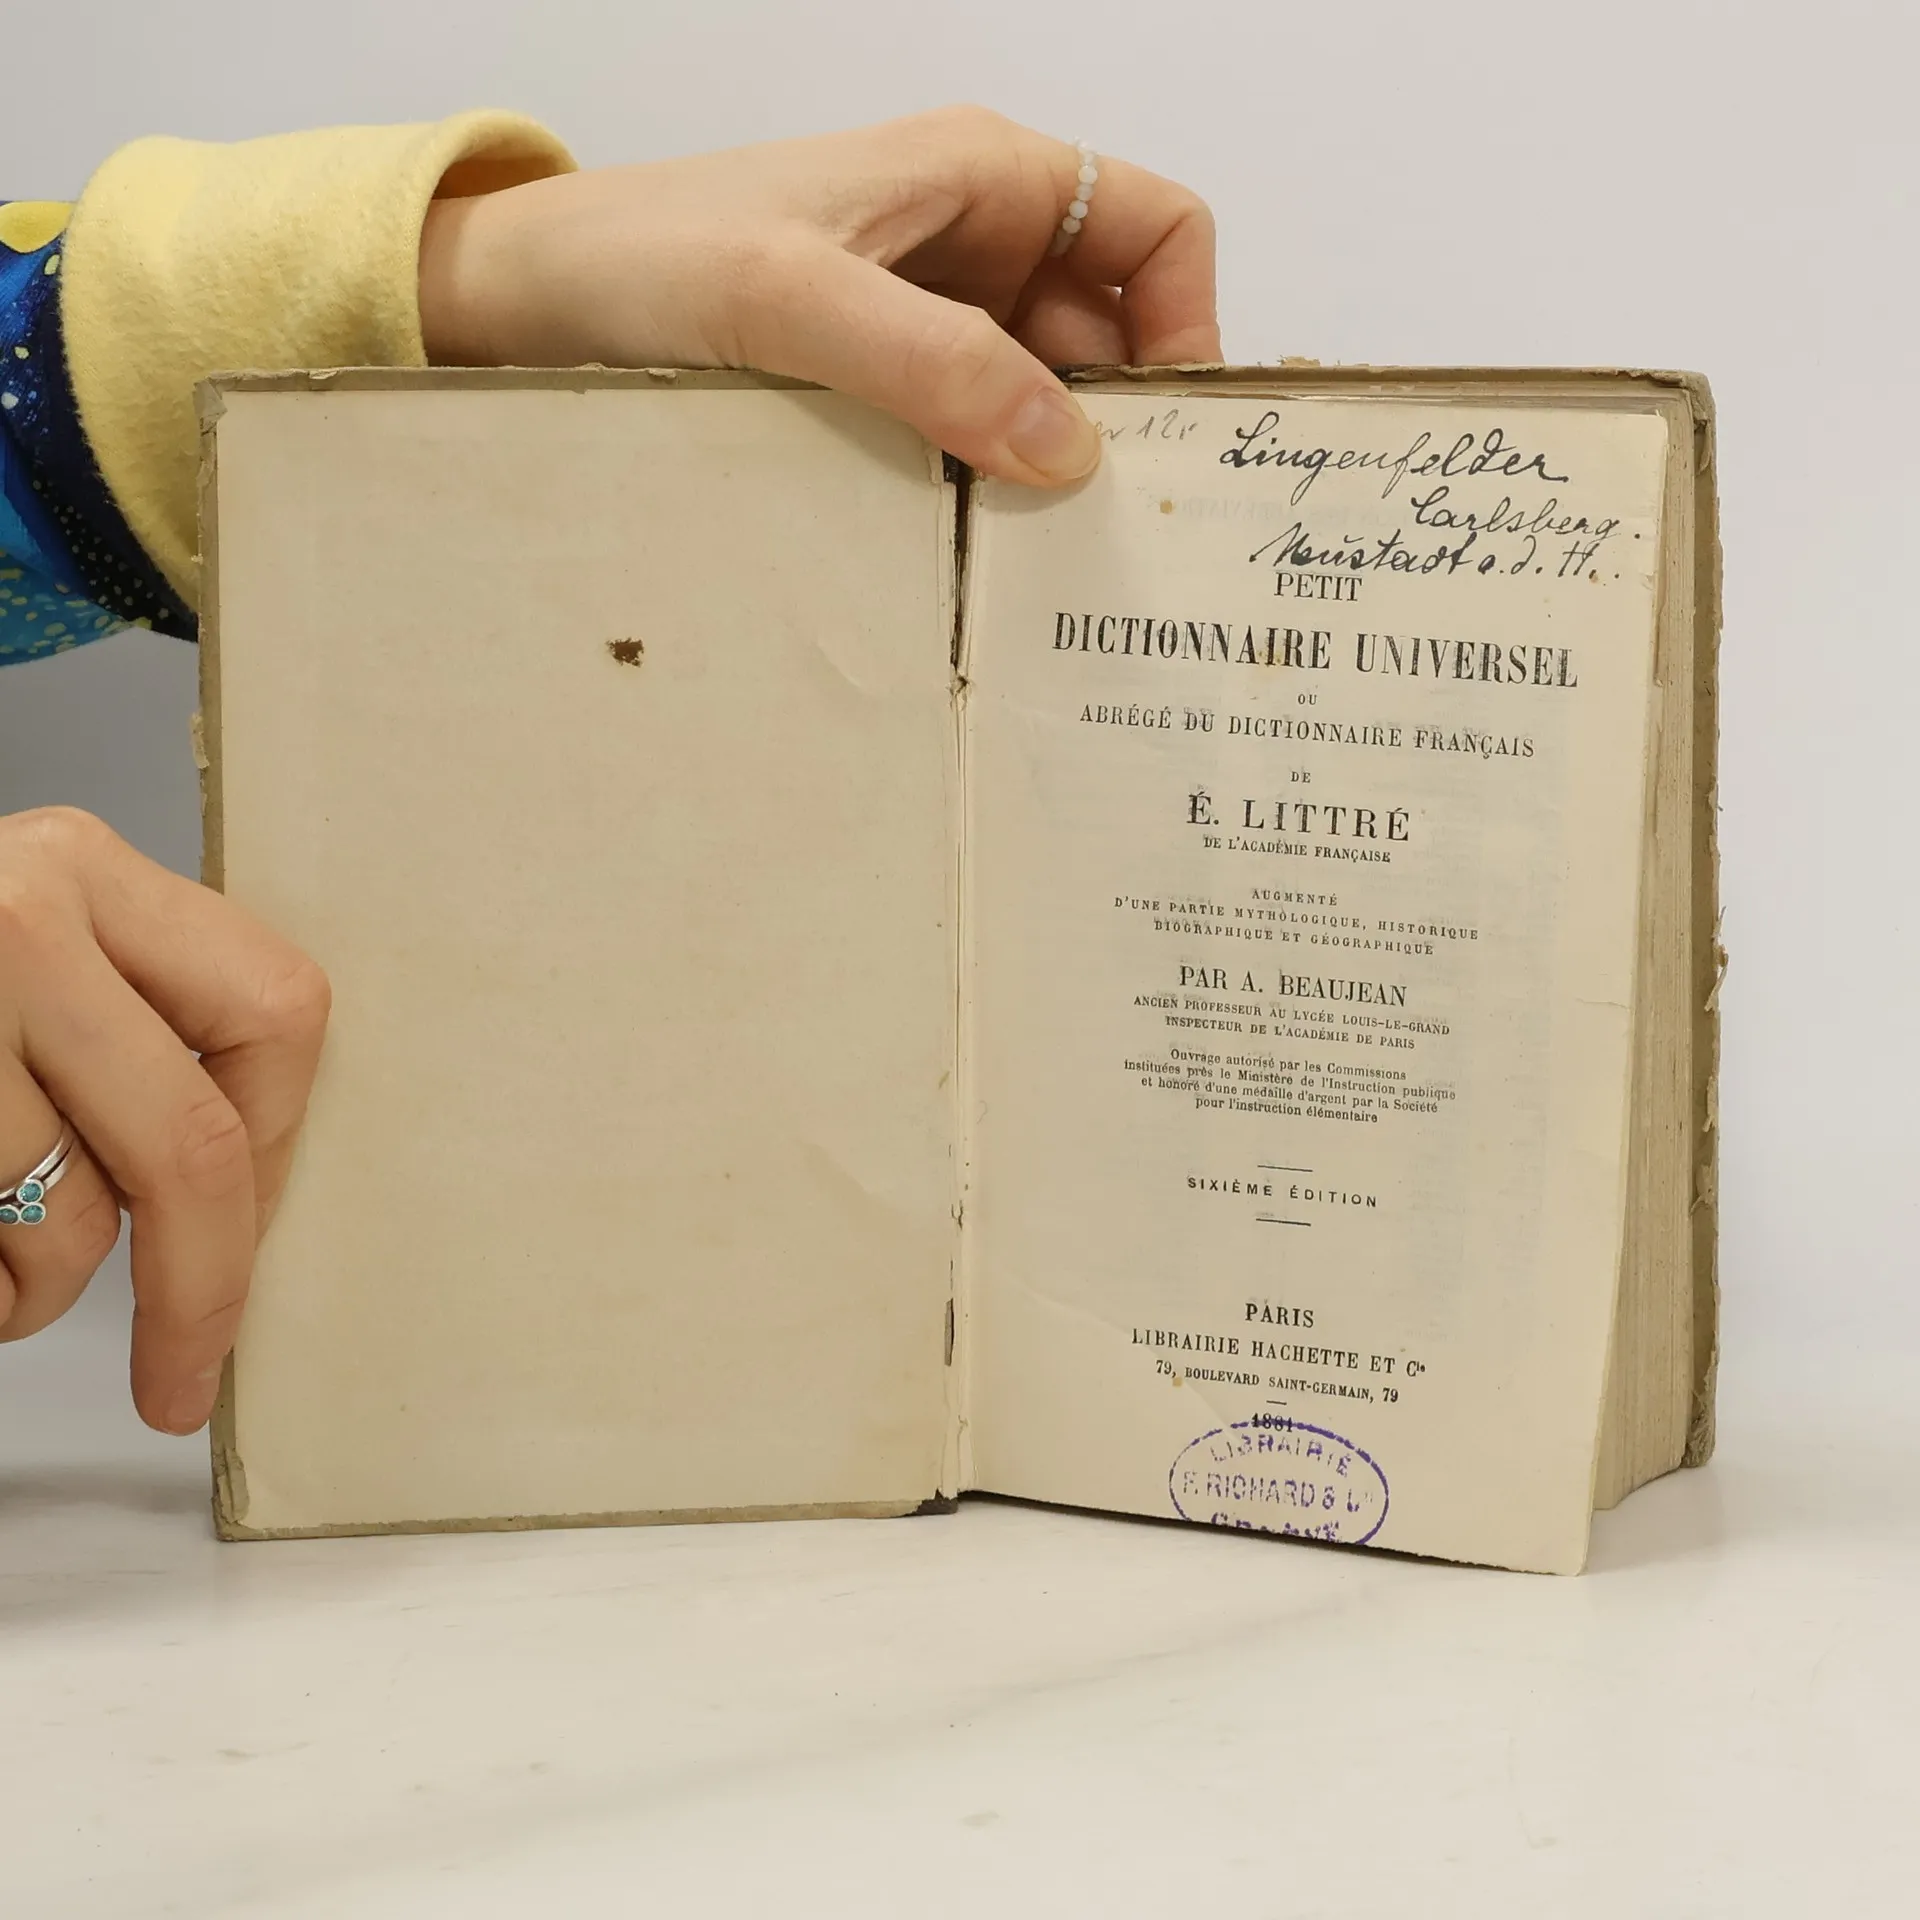 12r
Lingenfelder
Carlsberg.
Neustadt a.d. H..
PETIT
DICTIONNAIRE UNIVERSEL
OU
ABRÉGÉ DU DICTIONNAIRE FRANÇAIS
DE
É. LITTRÉ
DE L'ACADÉMIE FRANÇAISE
AUGMENTÉ
D'UNE PARTIE MYTHOLOGIQUE, HISTORIQUE
BIOGRAPHIQUE ET GÉOGRAPHIQUE
PAR A. BEAUJEAN
ANCIEN PROFESSEUR AU LYCÉE LOUIS-LE-GRAND
INSPECTEUR DE L'ACADÉMIE DE PARIS
Ouvrage autorisé par les Commissions
instituées près le Ministère de l'Instruction publique
et honoré d'une médaille d'argent par la Société
pour l'instruction élémentaire
SIXIÈME ÉDITION
PARIS
LIBRAIRIE HACHETTE ET Cie
79, BOULEVARD SAINT-GERMAIN, 79
1881
LIBRAIRIE
RICHARD &